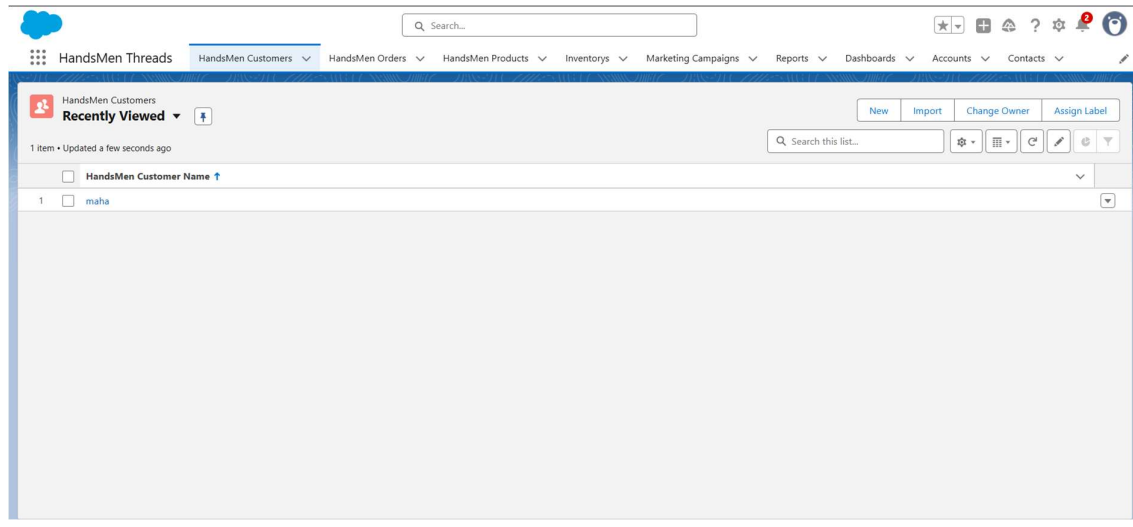 Search...
2
HandsMen Threads HandsMen Customers HandsMen Orders HandsMen Products Inventorys Marketing Campaigns Reports Dashboards Accounts Contacts
HandsMen Customers
Recently Viewed
New Import Change Owner Assign Label
1 item • Updated a few seconds ago
Search this list...
HandsMen Customer Name ↑
1 maha